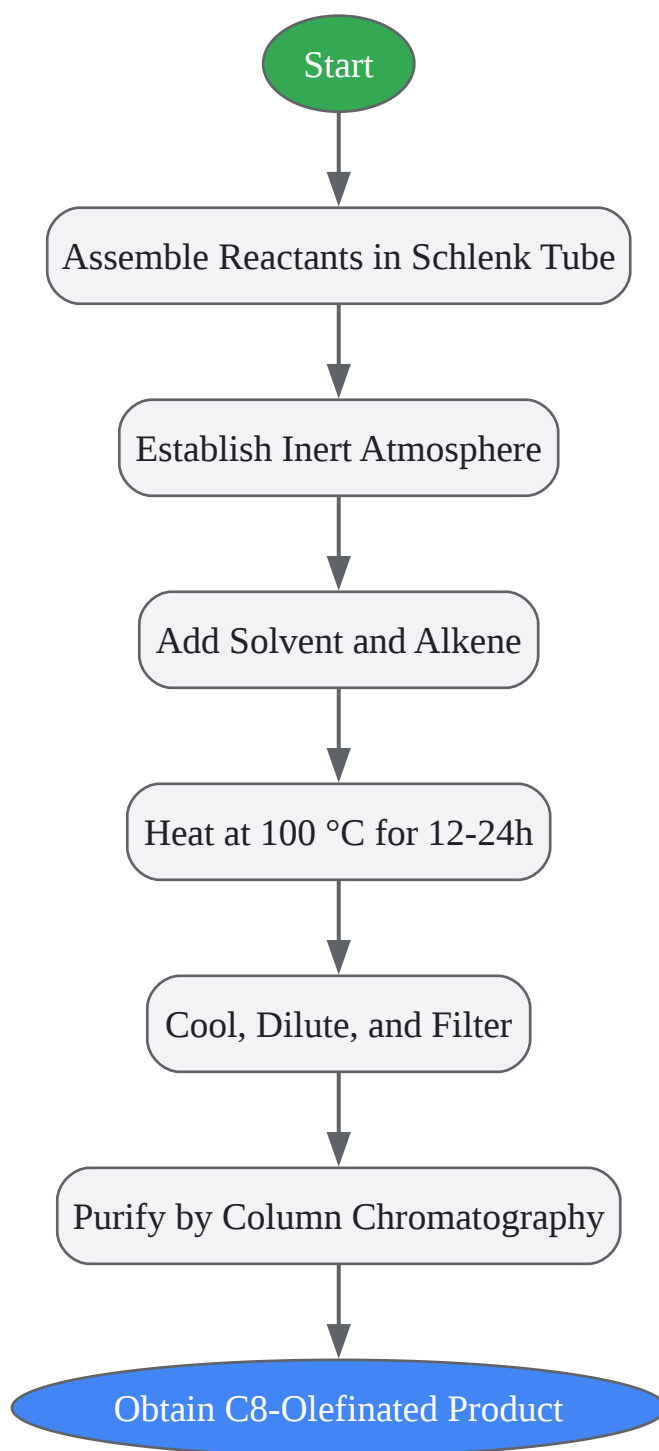 Start
Assemble Reactants in Schlenk Tube
Establish Inert Atmosphere
Add Solvent and Alkene
Heat at 100 °C for 12-24h
Cool, Dilute, and Filter
Purify by Column Chromatography
Obtain C8-Olefinated Product